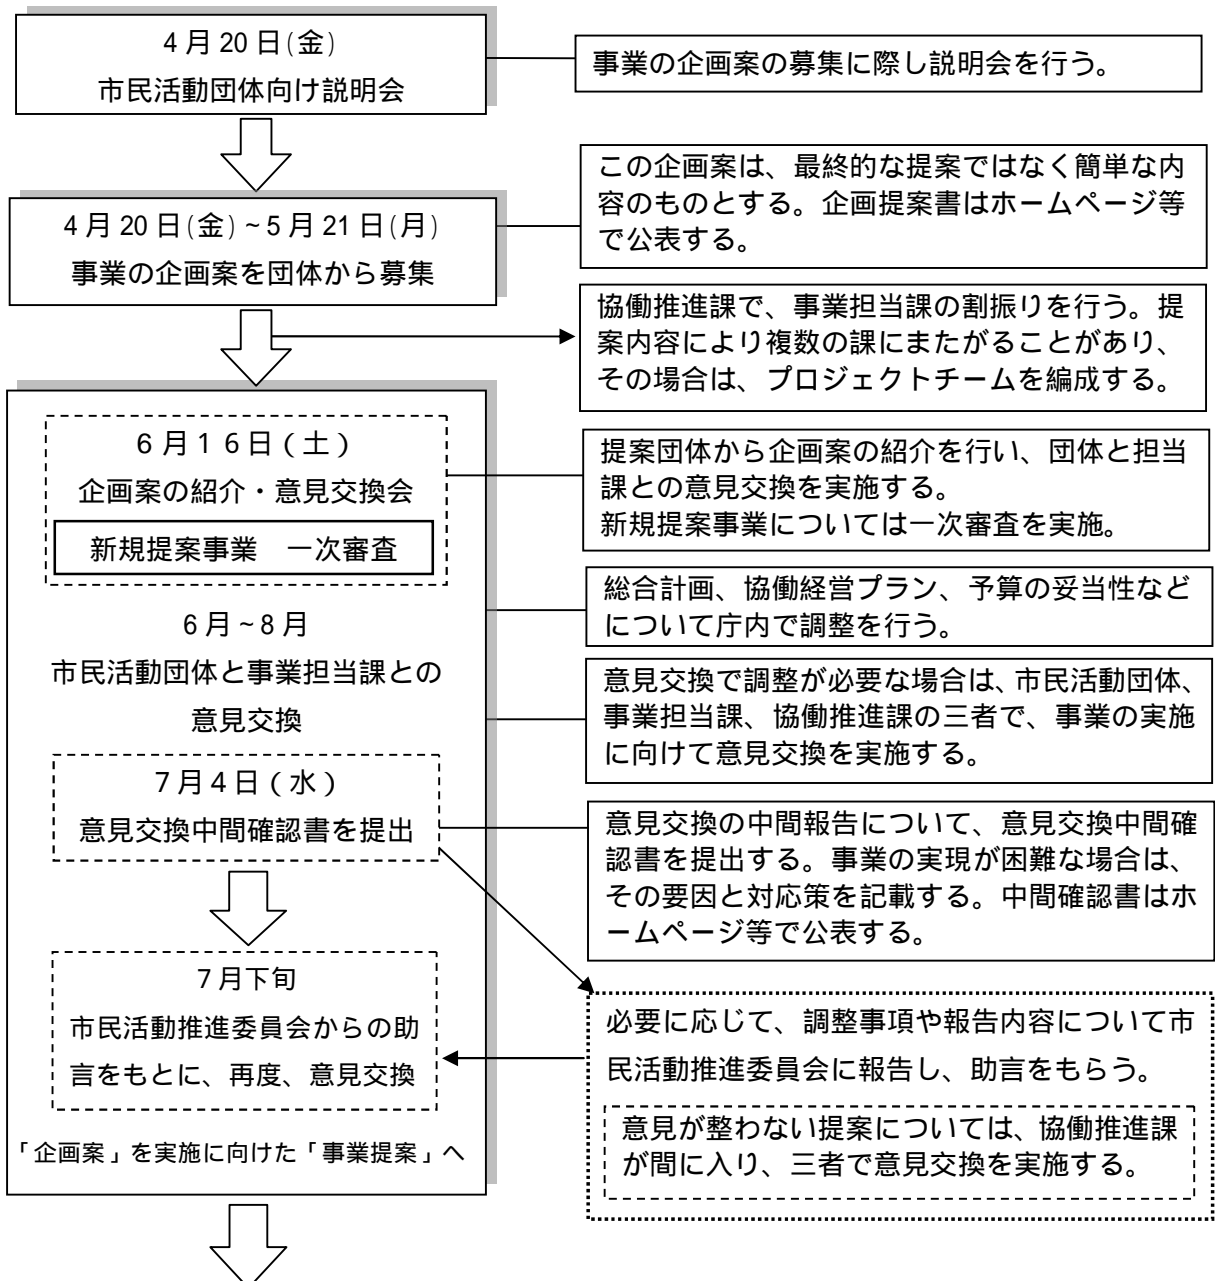 4月20日(金)
市民活動団体向け説明会
事業の企画案の募集に際し説明会を行う。
4月20日(金)~5月21日(月)
事業の企画案を団体から募集
この企画案は、最終的な提案ではなく簡単な内
容のものとする。企画提案書はホームページ等
で公表する。
協働推進課で、事業担当課の割振りを行う。提
案内容により複数の課にまたがることがあり、
その場合は、プロジェクトチームを編成する。
6月16日(土)
企画案の紹介・意見交換会
新規提案事業 一次審査
提案団体から企画案の紹介を行い、団体と担当
課との意見交換を実施する。
新規提案事業については一次審査を実施。
6月~8月
市民活動団体と事業担当課との
意見交換
総合計画、協働経営プラン、予算の妥当性など
について庁内で調整を行う。
意見交換で調整が必要な場合は、市民活動団体、
事業担当課、協働推進課の三者で、事業の実施
に向けて意見交換を実施する。
7月4日(水)
意見交換中間確認書を提出
意見交換の中間報告について、意見交換中間確
認書を提出する。事業の実現が困難な場合は、
その要因と対応策を記載する。中間確認書はホ
ームページ等で公表する。
7月下旬
市民活動推進委員会からの助
言をもとに、再度、意見交換
必要に応じて、調整事項や報告内容について市
民活動推進委員会に報告し、助言をもらう。
意見が整わない提案については、協働推進課
が間に入り、三者で意見交換を実施する。
「企画案」を実施に向けた「事業提案」へ